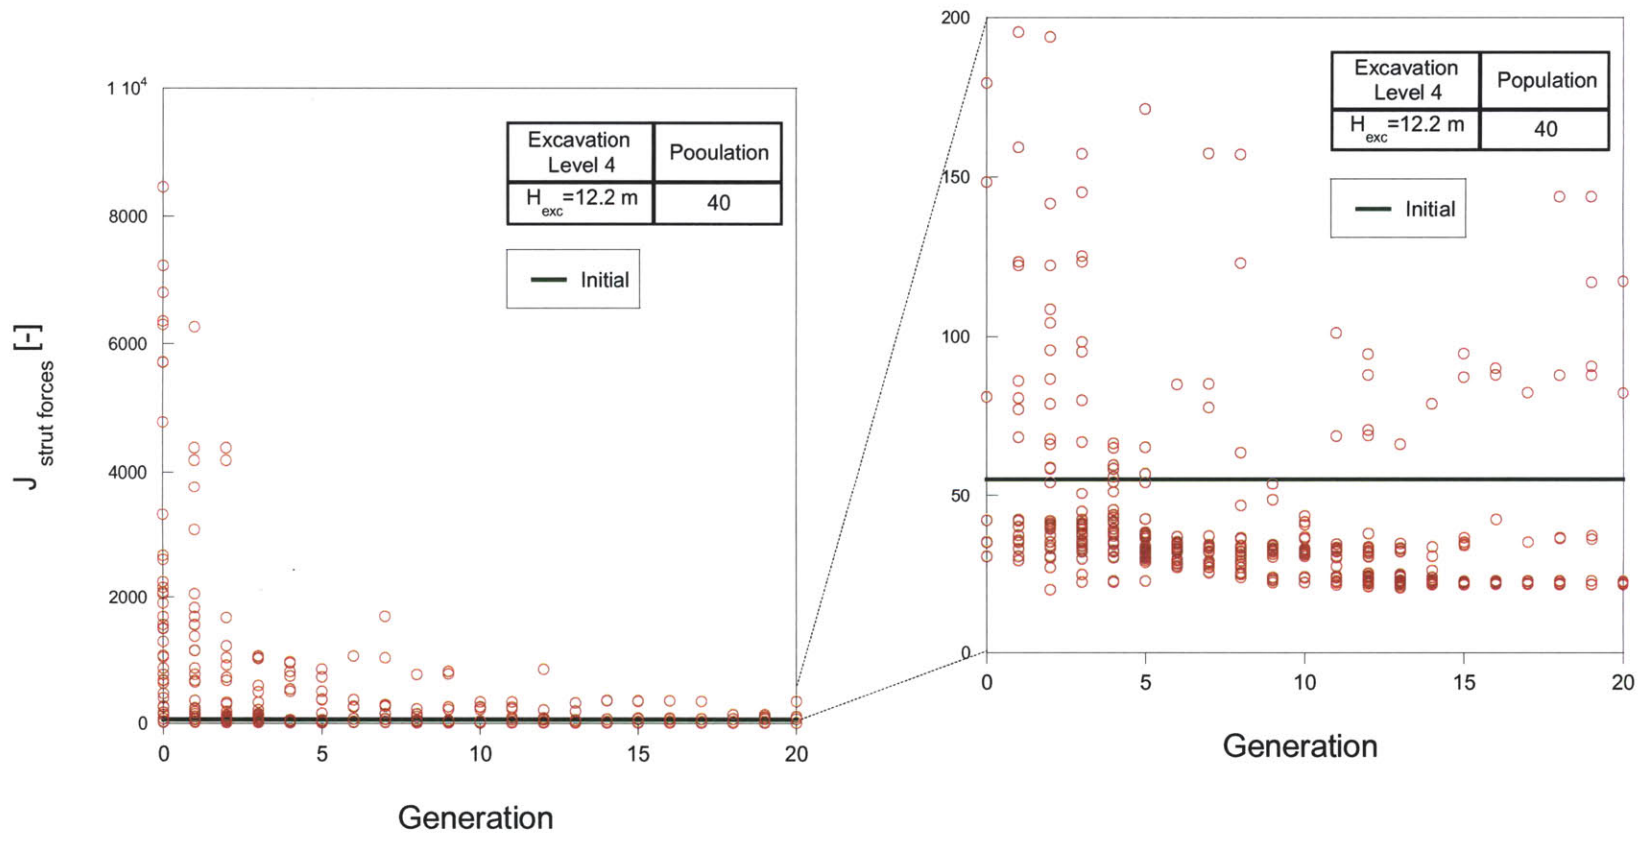 1 10⁴
8000
6000
4000
2000
0
J strut forces [-]
0 5 10 15 20
Generation
Excavation Level 4
Pooulation
H exc=12.2 m
40
Initial
200
150
100
50
0
0 5 10 15 20
Generation
Excavation Level 4
Population
H exc=12.2 m
40
Initial